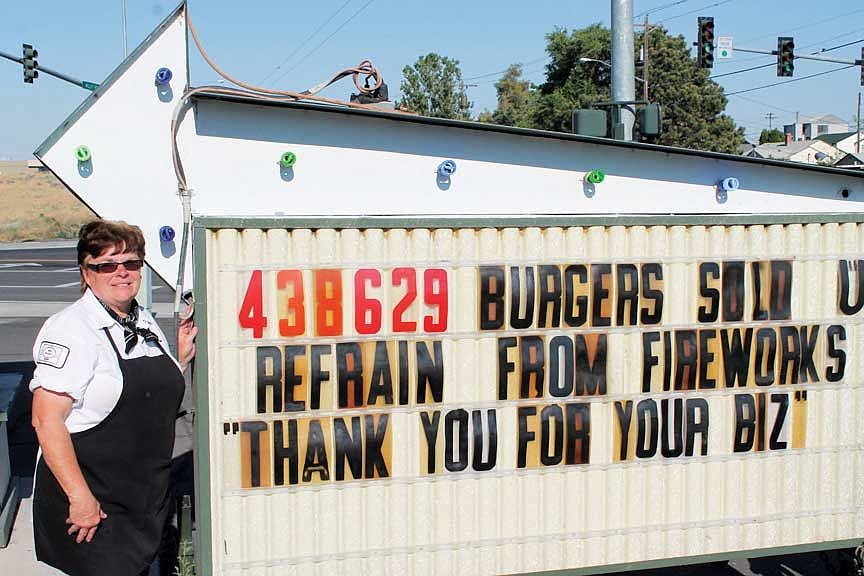 438629 BURGERS SOLD "U
REFRAIN FROM FIREWORKS
"THANK YOU FOR YOUR BIZ"